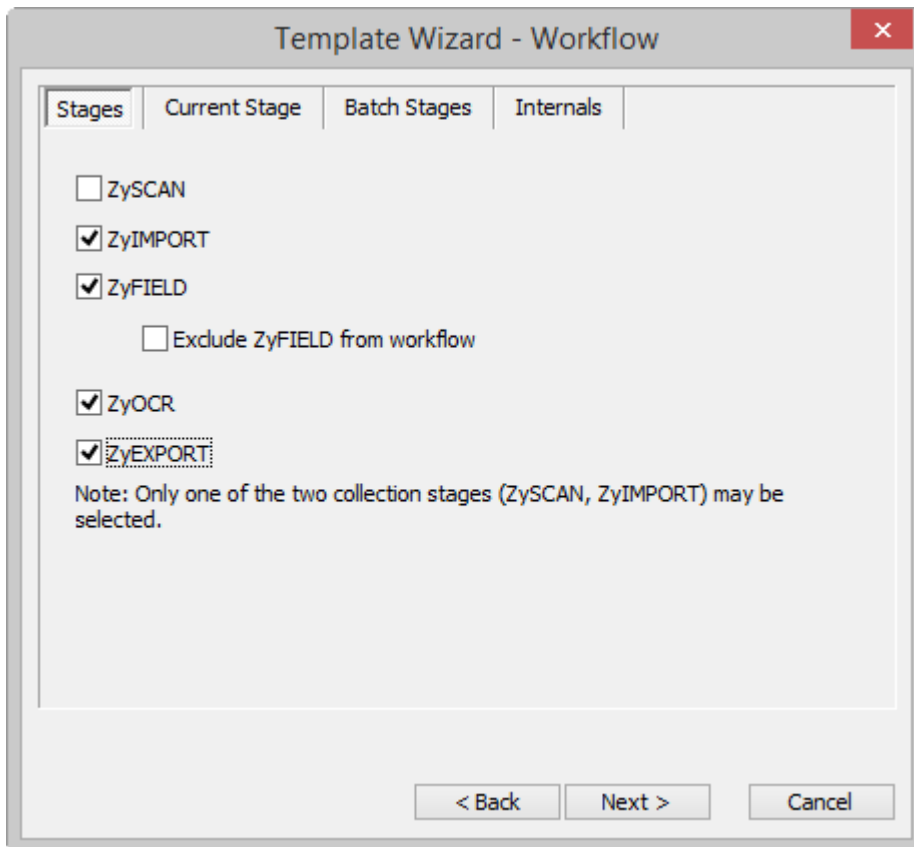 Template Wizard - Workflow
Stages Current Stage Batch Stages Internals
ZySCAN
ZyIMPORT
ZyFIELD
Exclude ZyFIELD from workflow
ZyOCR
ZyEXPORT
Note: Only one of the two collection stages (ZySCAN, ZyIMPORT) may be
selected.
< Back Next > Cancel